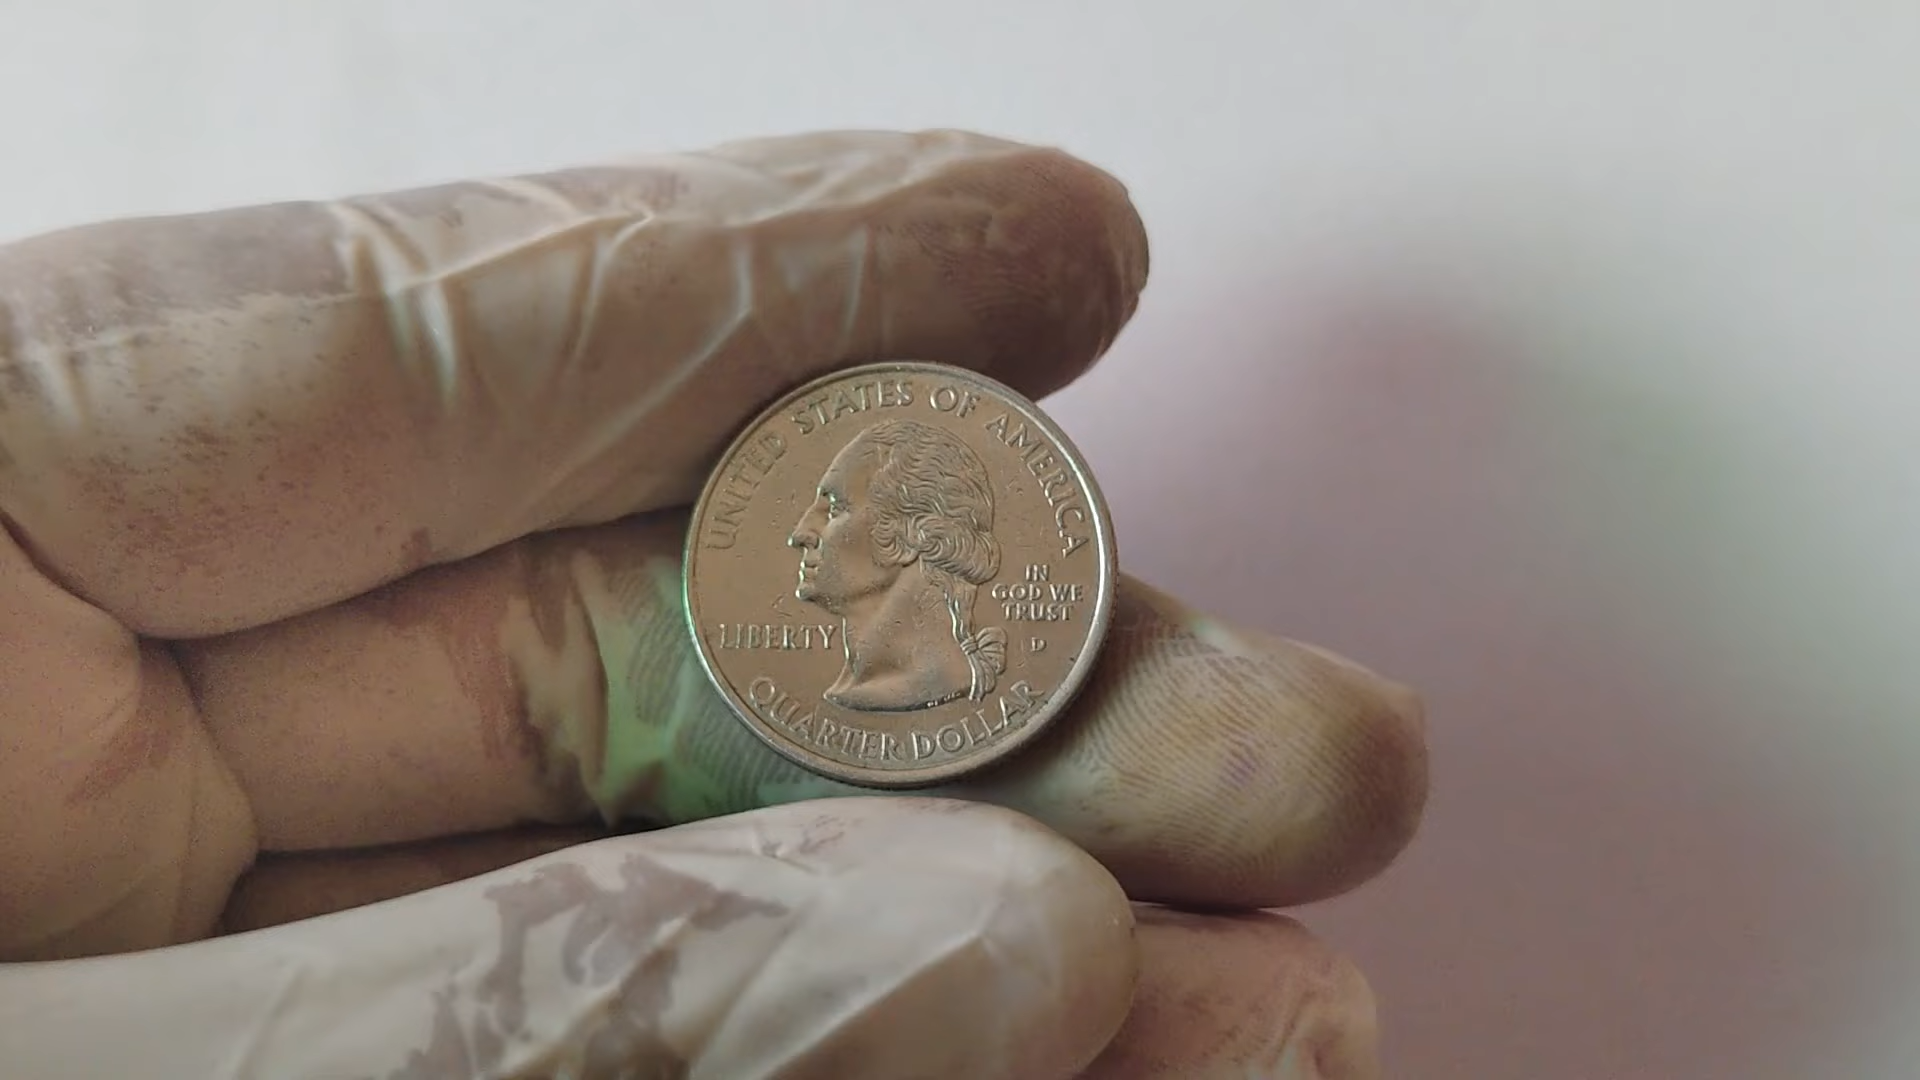 UNITED STATES OF AMERICA
IN
GOD WE
TRUST
LIBERTY
D
QUARTER DOLLAR